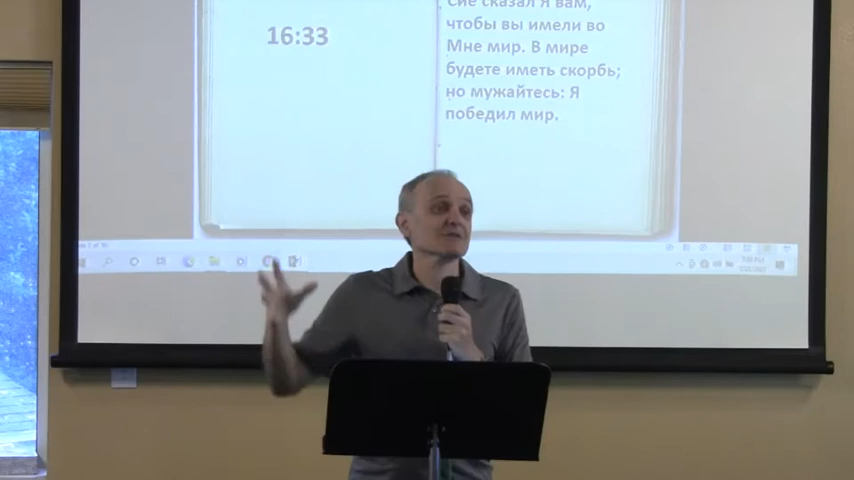 16:33
Сие сказал Я вам,
чтобы вы имели во
Мне мир. В мире
будете иметь скорбь;
но мужайтесь: Я
победил мир.